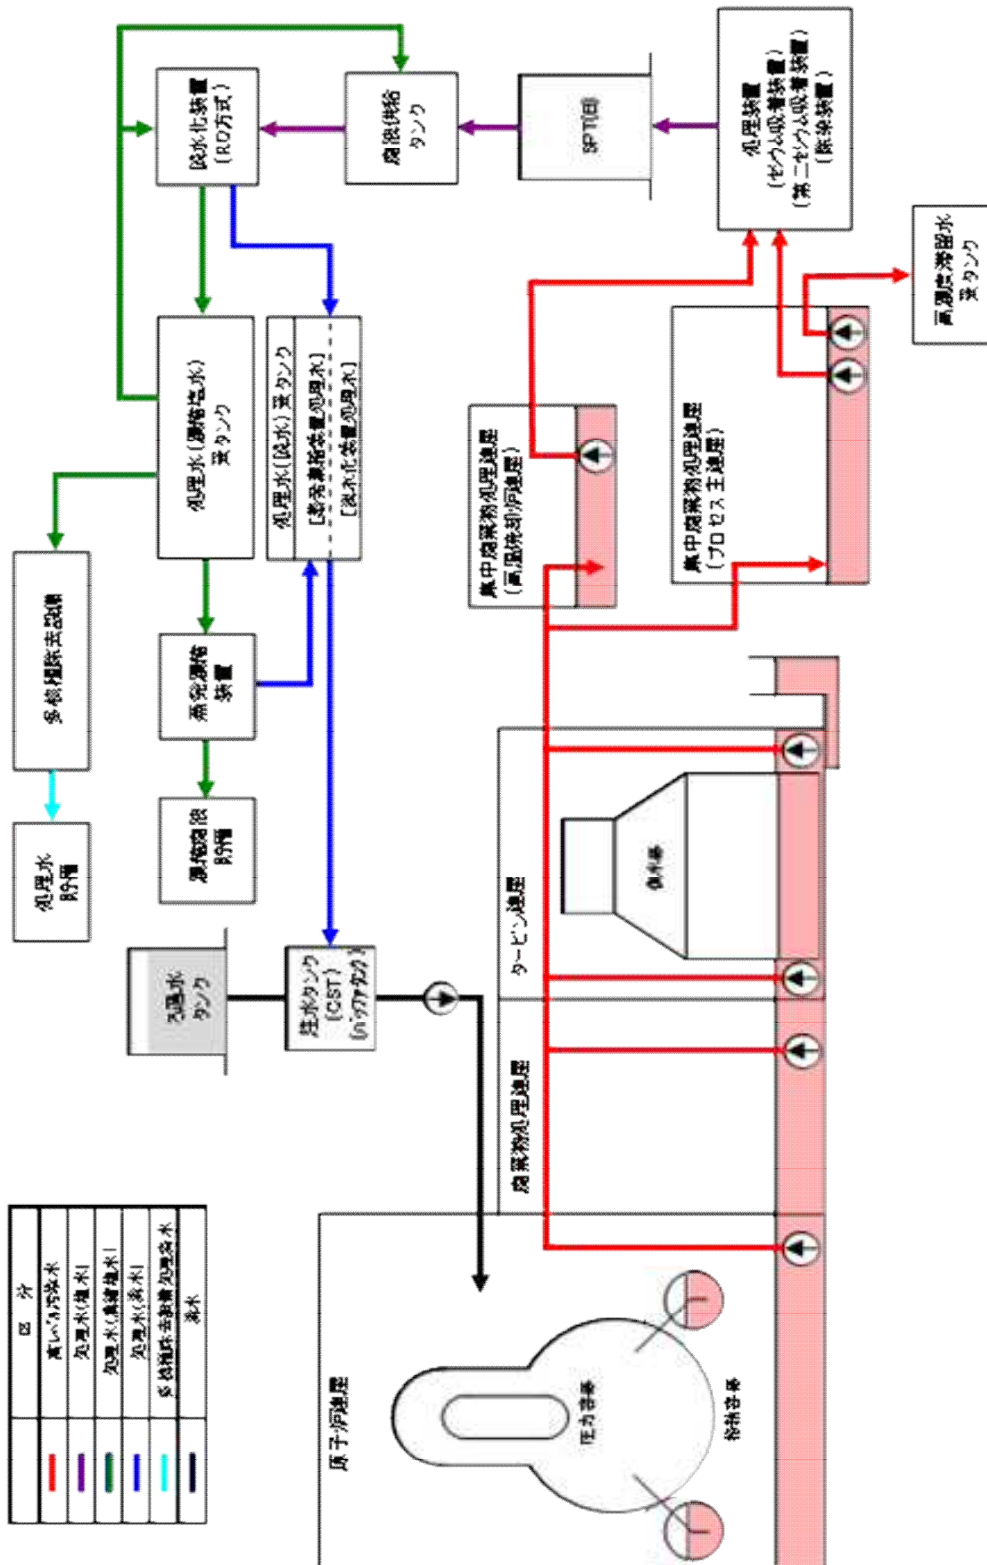 原子炉建屋
圧力容器
格納容器
廃棄物処理建屋
タービン建屋
復水器
ろ過水
タンク
注水タンク
(CST)
(バッファタンク)
処理水
貯槽
多核種除去設備
濃縮廃液
貯槽
蒸発濃縮
装置
処理水(濃縮塩水)
受タンク
処理水(淡水)受タンク
[蒸発濃縮装置処理水]
[淡水化装置処理水]
淡水化装置
(RO方式)
廃液供給
タンク
SPT(B)
処理装置
(セシウム吸着装置)
(第二セシウム吸着装置)
(除染装置)
集中廃棄物処理建屋
(高温焼却炉建屋)
集中廃棄物処理建屋
(プロセス主建屋)
高濃度滞留水
受タンク
区 分
高レベル汚染水
処理水(塩水)
処理水(濃縮塩水)
処理水(淡水)
多核種除去設備処理済水
淡水